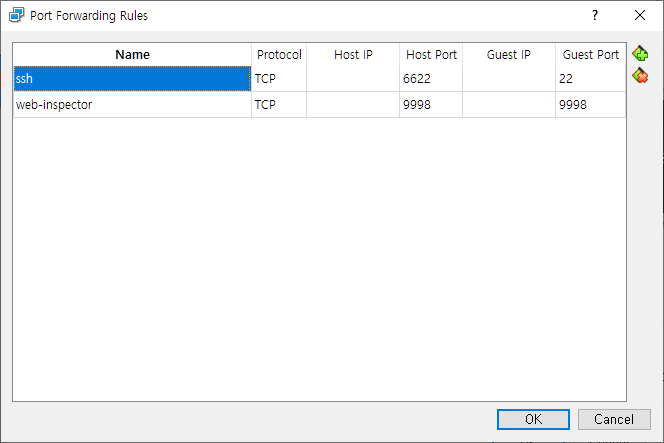 Port Forwarding Rules
Name Protocol Host IP Host Port Guest IP Guest Port
ssh TCP 6622 22
web-inspector TCP 9998 9998
OK Cancel